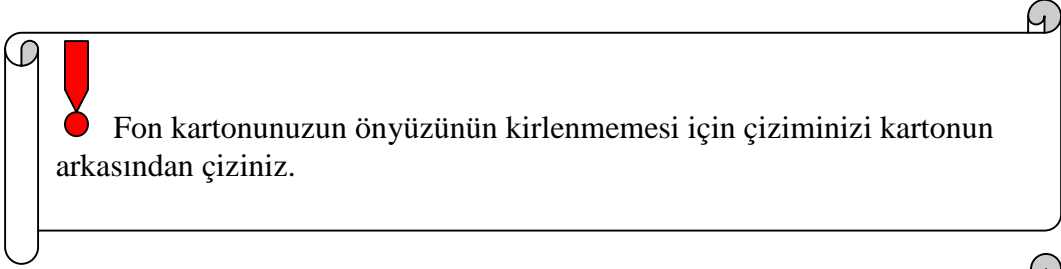 Fon kartonunuzun önyüzünün kirlenmemesi için çiziminizi kartonun
arkasından çiziniz.